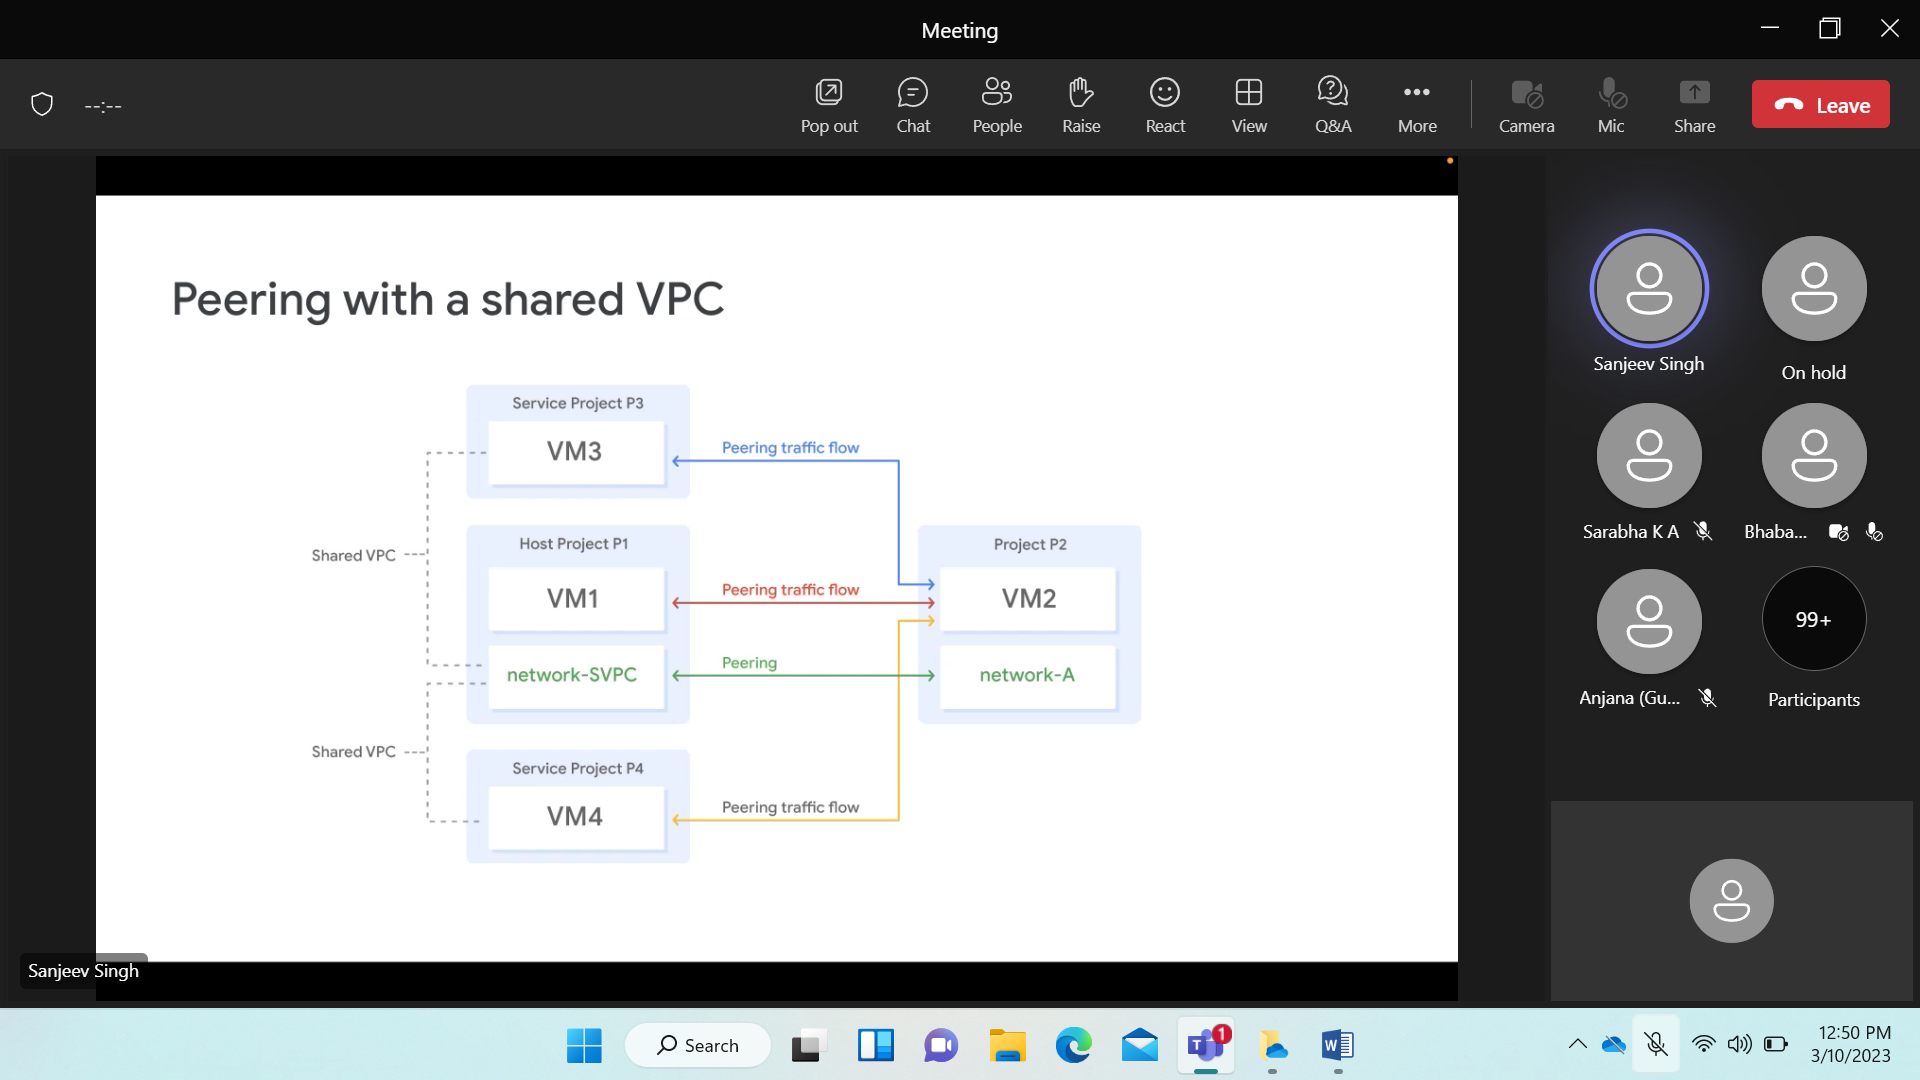 Meeting
--:--
Pop out
Chat
People
Raise
React
View
Q&A
More
Camera
Mic
Share
Leave
Peering with a shared VPC
Service Project P3
VM3
Peering traffic flow
Shared VPC
Host Project P1
VM1
Peering traffic flow
Project P2
VM2
network-SVPC
Peering
network-A
Shared VPC
Service Project P4
VM4
Peering traffic flow
Sanjeev Singh
Sanjeev Singh
On hold
Sarabha K A
Bhaba...
Anjana (Gu...
99+
Participants
Search
T
1
W
12:50 PM
3/10/2023